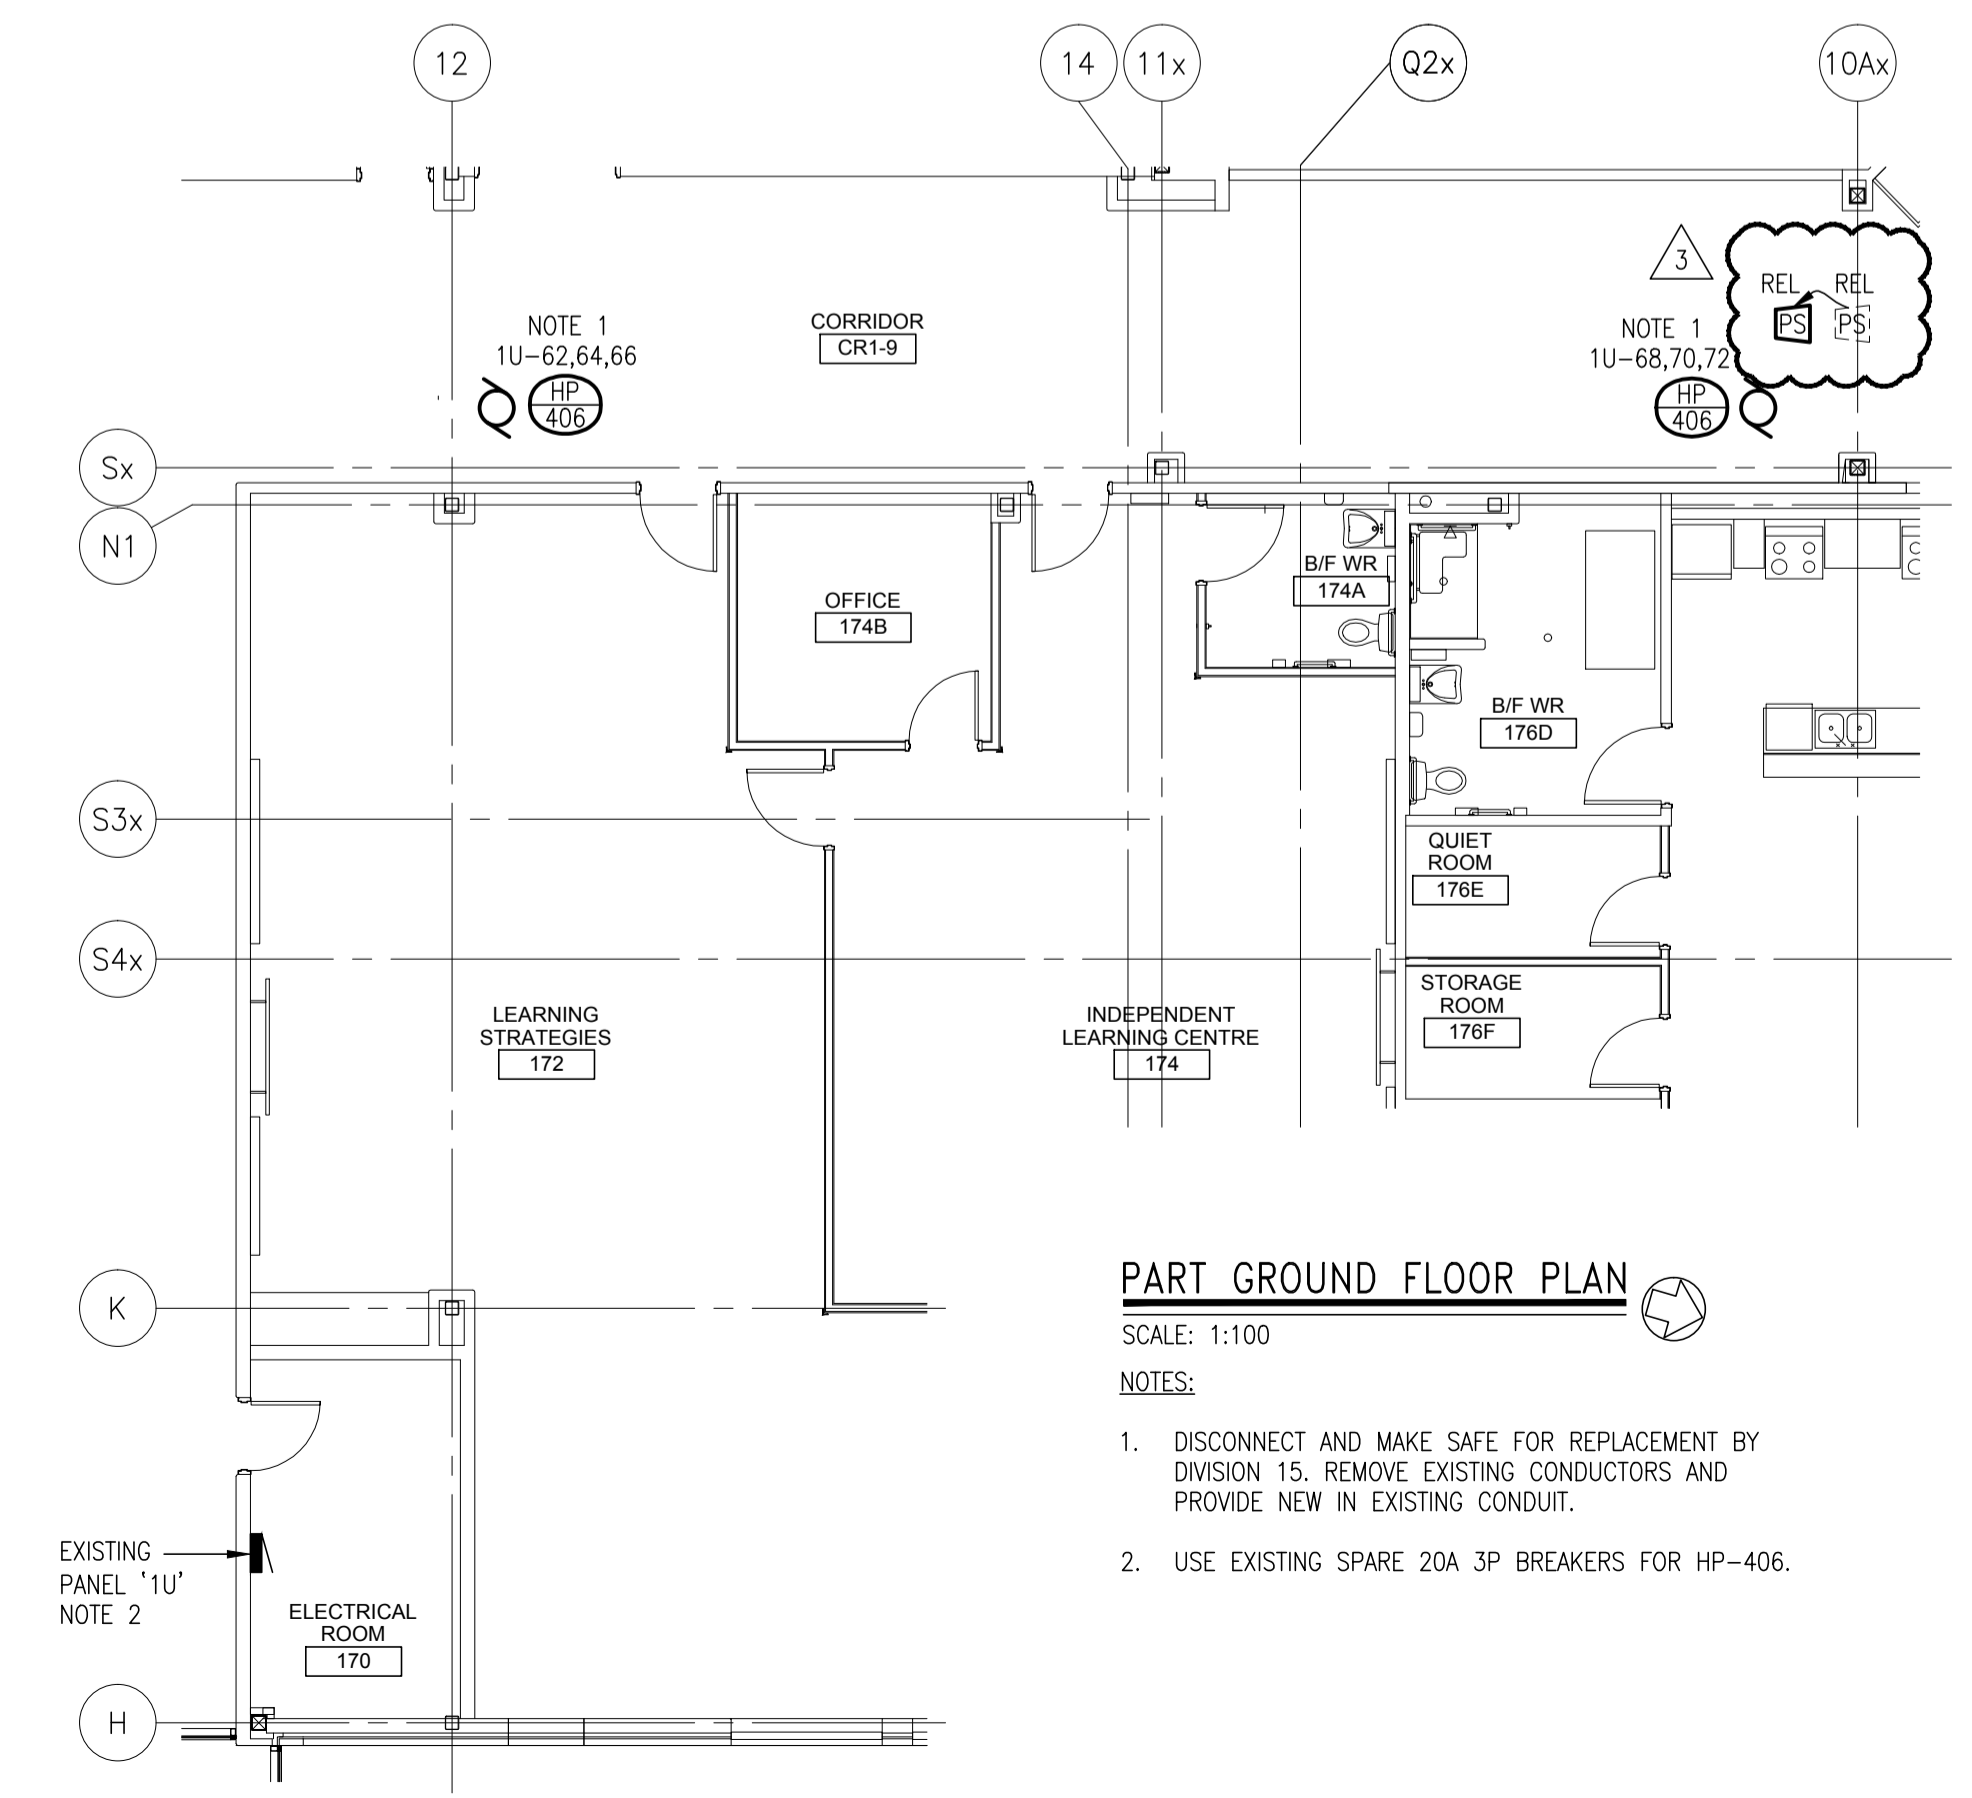 12
14
11x
Q2x
10Ax
3
REL REL
PS PS
NOTE 1
1U-62,64,66
HP
406
CORRIDOR
CR1-9
NOTE 1
1U-68,70,72
HP
406
Sx
N1
B/F WR
174A
OFFICE
174B
B/F WR
176D
S3x
QUIET
ROOM
176E
S4x
STORAGE
ROOM
176F
LEARNING
STRATEGIES
172
INDEPENDENT
LEARNING CENTRE
174
K
PART GROUND FLOOR PLAN
SCALE: 1:100
NOTES:
1. DISCONNECT AND MAKE SAFE FOR REPLACEMENT BY
DIVISION 15. REMOVE EXISTING CONDUCTORS AND
PROVIDE NEW IN EXISTING CONDUIT.
2. USE EXISTING SPARE 20A 3P BREAKERS FOR HP-406.
EXISTING
PANEL '1U'
NOTE 2
ELECTRICAL
ROOM
170
H